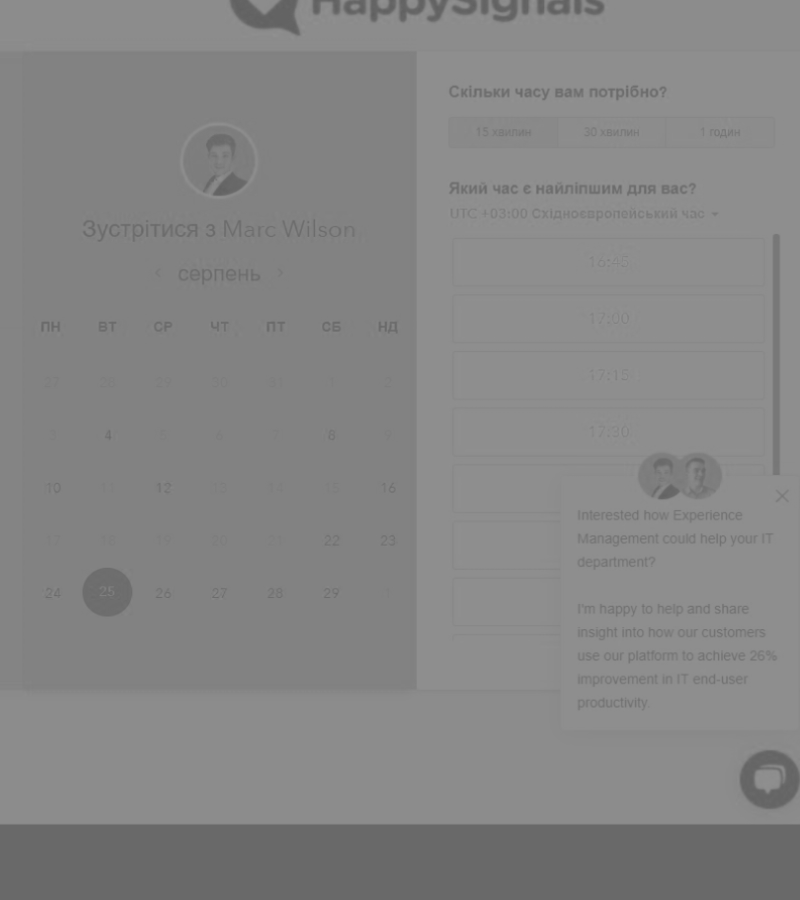 HappySignals
Зустрітися з Marc Wilson
серпень
ПН ВТ СР ЧТ ПТ СБ НД
27 28 29 30 31 1 2
3 4 5 6 7 8 9
10 11 12 13 14 15 16
17 18 19 20 21 22 23
24 25 26 27 28 29
Скільки часу вам потрібно?
15 хвилин 30 хвилин 1 годин
Який час є найліпшим для вас?
UTC +03:00 Східноєвропейський час
16:45
17:00
17:15
17:30
Interested how Experience
Management could help your IT
department?
I'm happy to help and share
insight into how our customers
use our platform to achieve 26%
improvement in IT end-user
productivity.